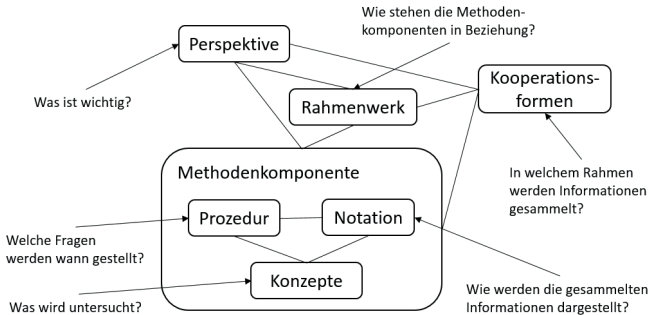 Wie stehen die Methoden-
komponenten in Beziehung?
Perspektive
Kooperations-
formen
Was ist wichtig?
Rahmenwerk
Methodenkomponente
In welchem Rahmen
werden Informationen
gesammelt?
Prozedur
Notation
Welche Fragen
werden wann gestellt?
Konzepte
Wie werden die gesammelten
Informationen dargestellt?
Was wird untersucht?